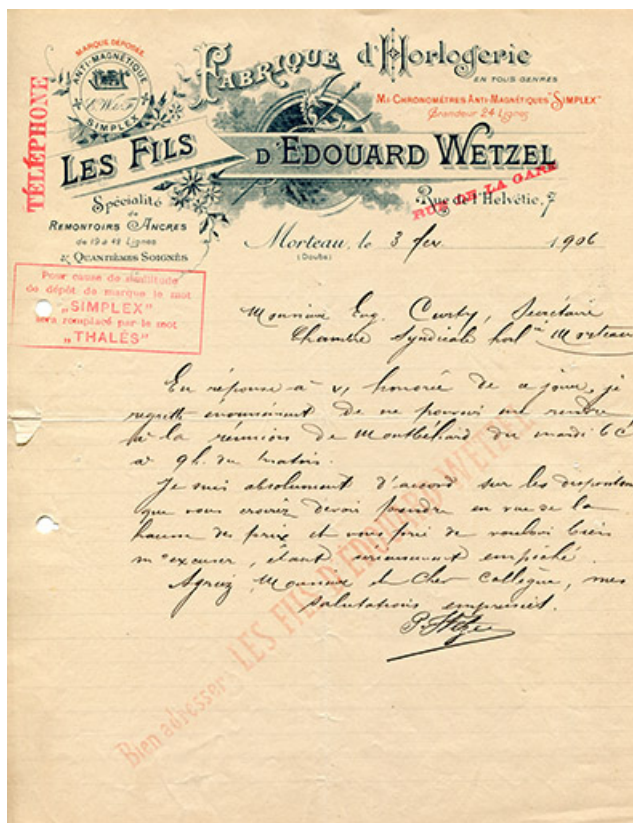 MARQUE DÉPOSÉE
ANTI-MAGNÉTIQUE
SIMPLEX
TÉLÉPHONE
FABRIQUE d'Horlogerie
EN TOUS GENRES
MI-CHRONOMÈTRES ANTI-MAGNÉTIQUES "SIMPLEX"
Grandeur 24 Lignes
LES FILS D'EDOUARD WETZEL
Spécialité
de
REMONTOIRS ANCRES
de 19 à 48 Lignes
& QUANTIÈMES SOIGNÉS
Rue de l'Helvétie, 7
RUE DE LA GARE
Morteau, le 3 fev 1906
(Doubs)
Pour cause de similitude
de dépôt de marque le mot
„SIMPLEX"
sera remplacé par le mot
„THALÈS"
Monsieur Eug. Curty, Secrétaire
Chambre Syndicale horl^re Morteau
En réponse à v, honorée de ce jour, je
regrette énormément de ne pouvoir me rendre
à la réunion de Montbéliard du mardi 6 ct
à 9h. du matin.
Je suis absolument d'accord sur les dispositions
que vous croirez devoir prendre en vue de la
hausse des prix et vous prie de vouloir bien
m'excuser, étant empêché.
Agréez, Monsieur et Cher Collègue, mes
salutations empressées.
Bien adresser: LES FILS D'ÉDOUARD WETZEL